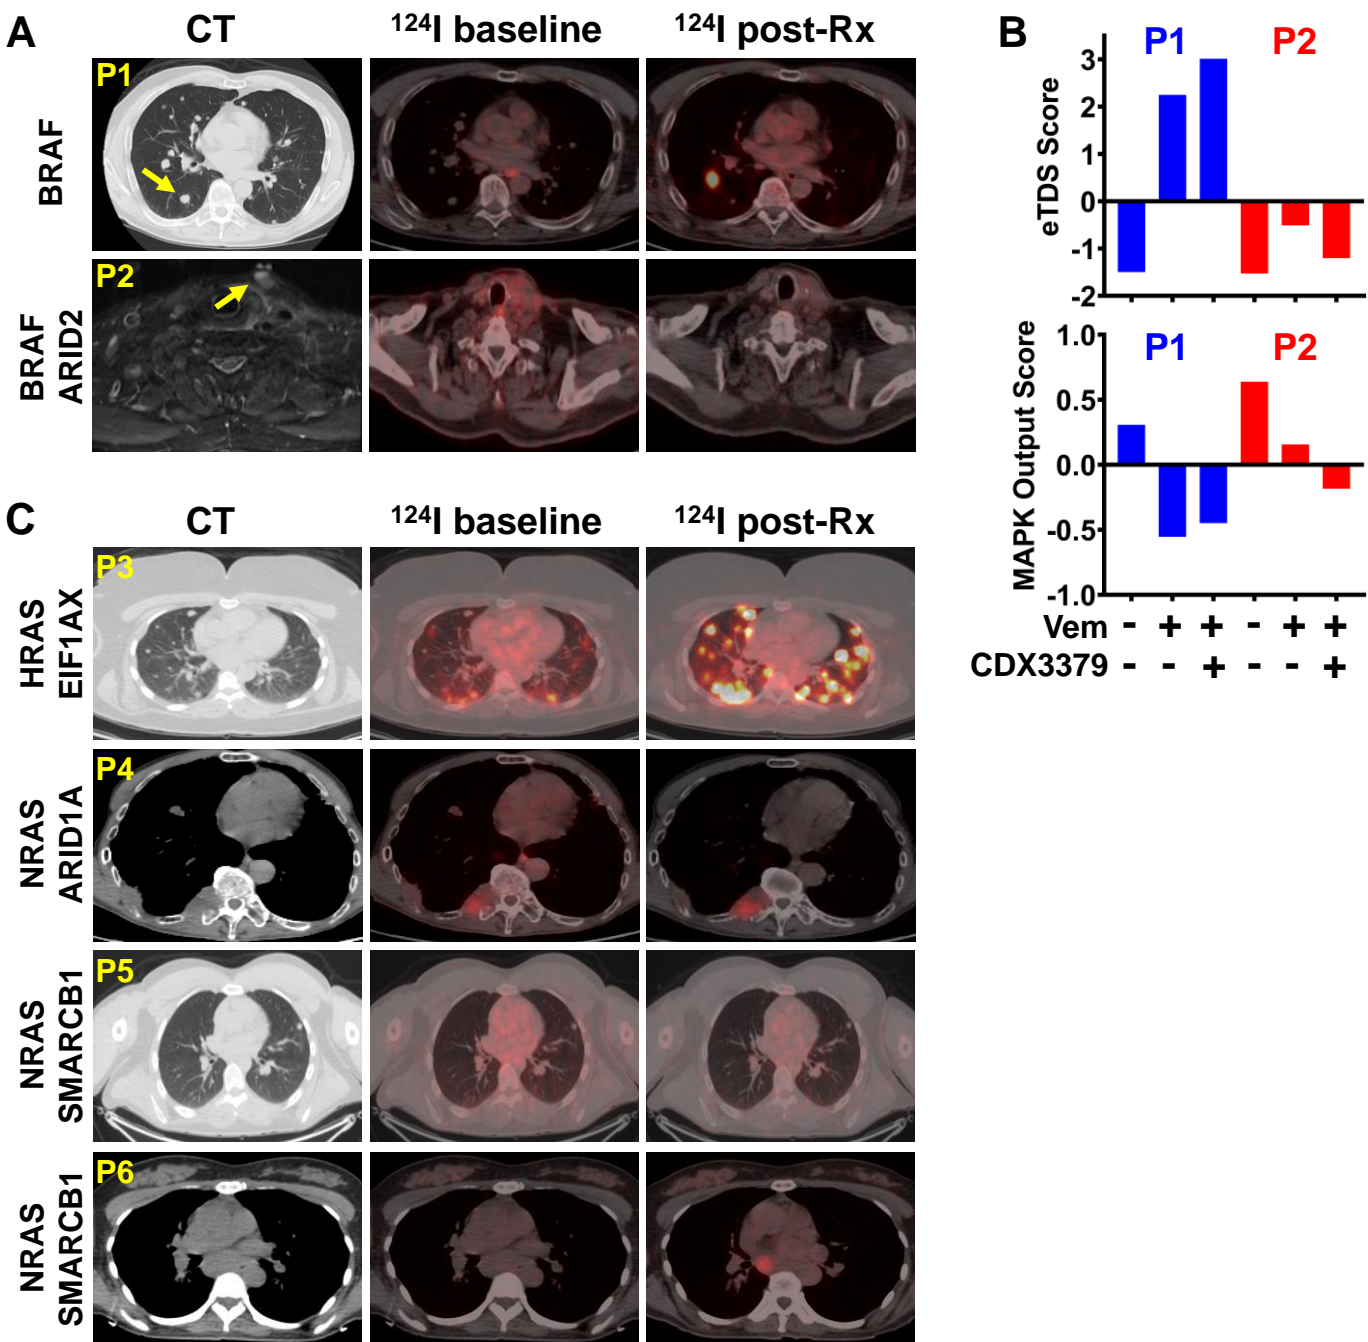 A
CT
¹²⁴I baseline
¹²⁴I post-Rx
BRAF
P1
BRAF
ARID2
P2
B
P1
P2
eTDS Score
3
2
1
0
-1
-2
P1
P2
MAPK Output Score
1.0
0.5
0.0
-0.5
-1.0
Vem - + + - + +
CDX3379 - - + - - +
C
CT
¹²⁴I baseline
¹²⁴I post-Rx
HRAS
EIF1AX
P3
NRAS
ARID1A
P4
NRAS
SMARCB1
P5
NRAS
SMARCB1
P6